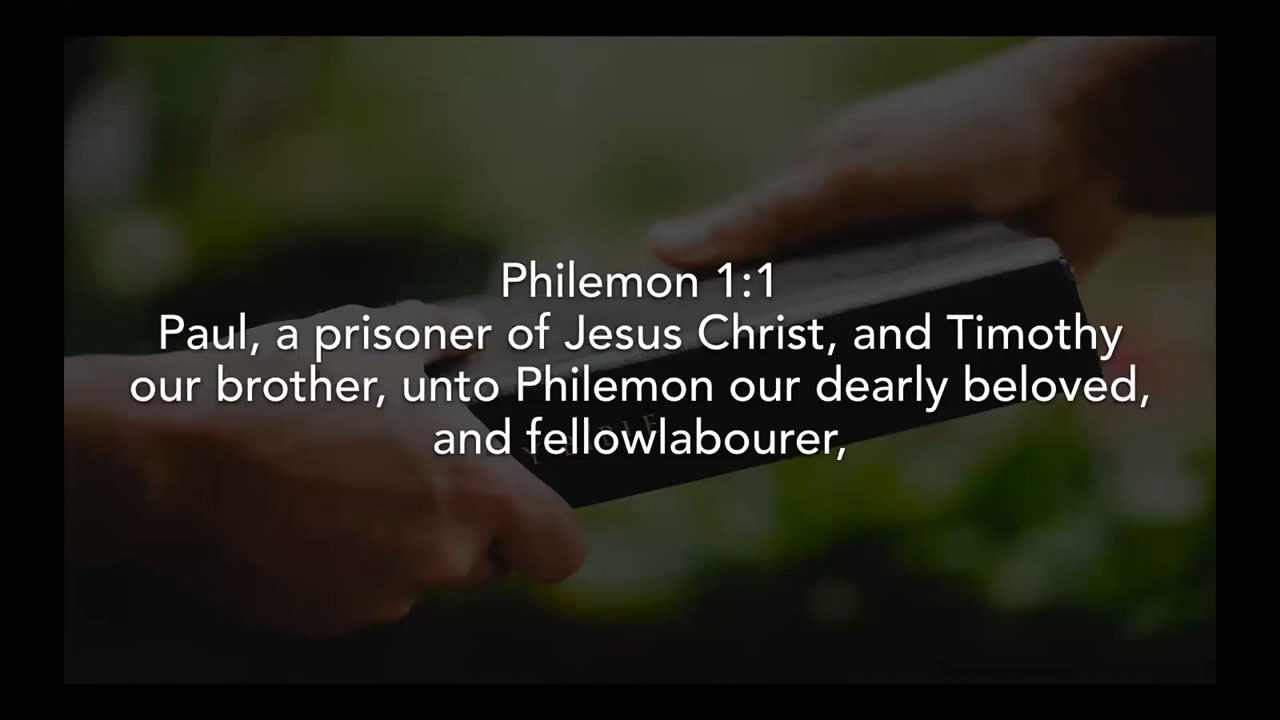 Philemon 1:1
Paul, a prisoner of Jesus Christ, and Timothy
our brother, unto Philemon our dearly beloved,
and fellowlabourer,